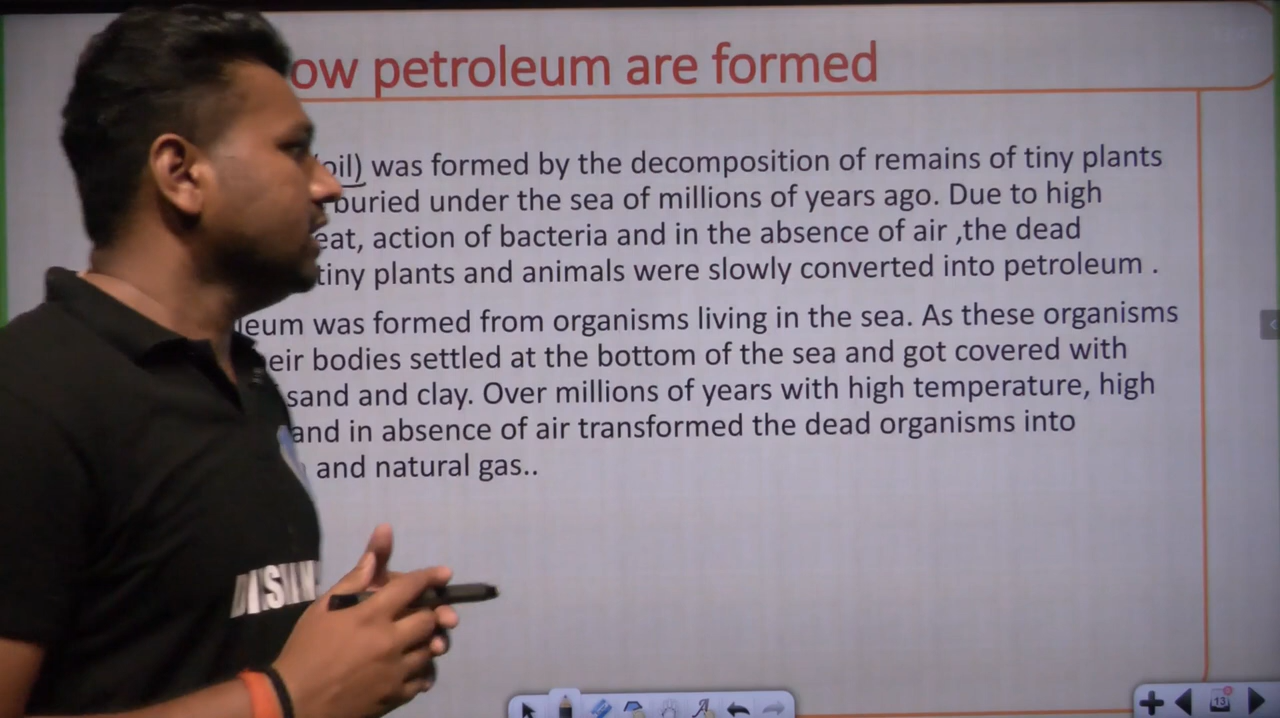 ow petroleum are formed
oil) was formed by the decomposition of remains of tiny plants
buried under the sea of millions of years ago. Due to high
eat, action of bacteria and in the absence of air ,the dead
tiny plants and animals were slowly converted into petroleum .
leum was formed from organisms living in the sea. As these organisms
eir bodies settled at the bottom of the sea and got covered with
sand and clay. Over millions of years with high temperature, high
and in absence of air transformed the dead organisms into
and natural gas..
13